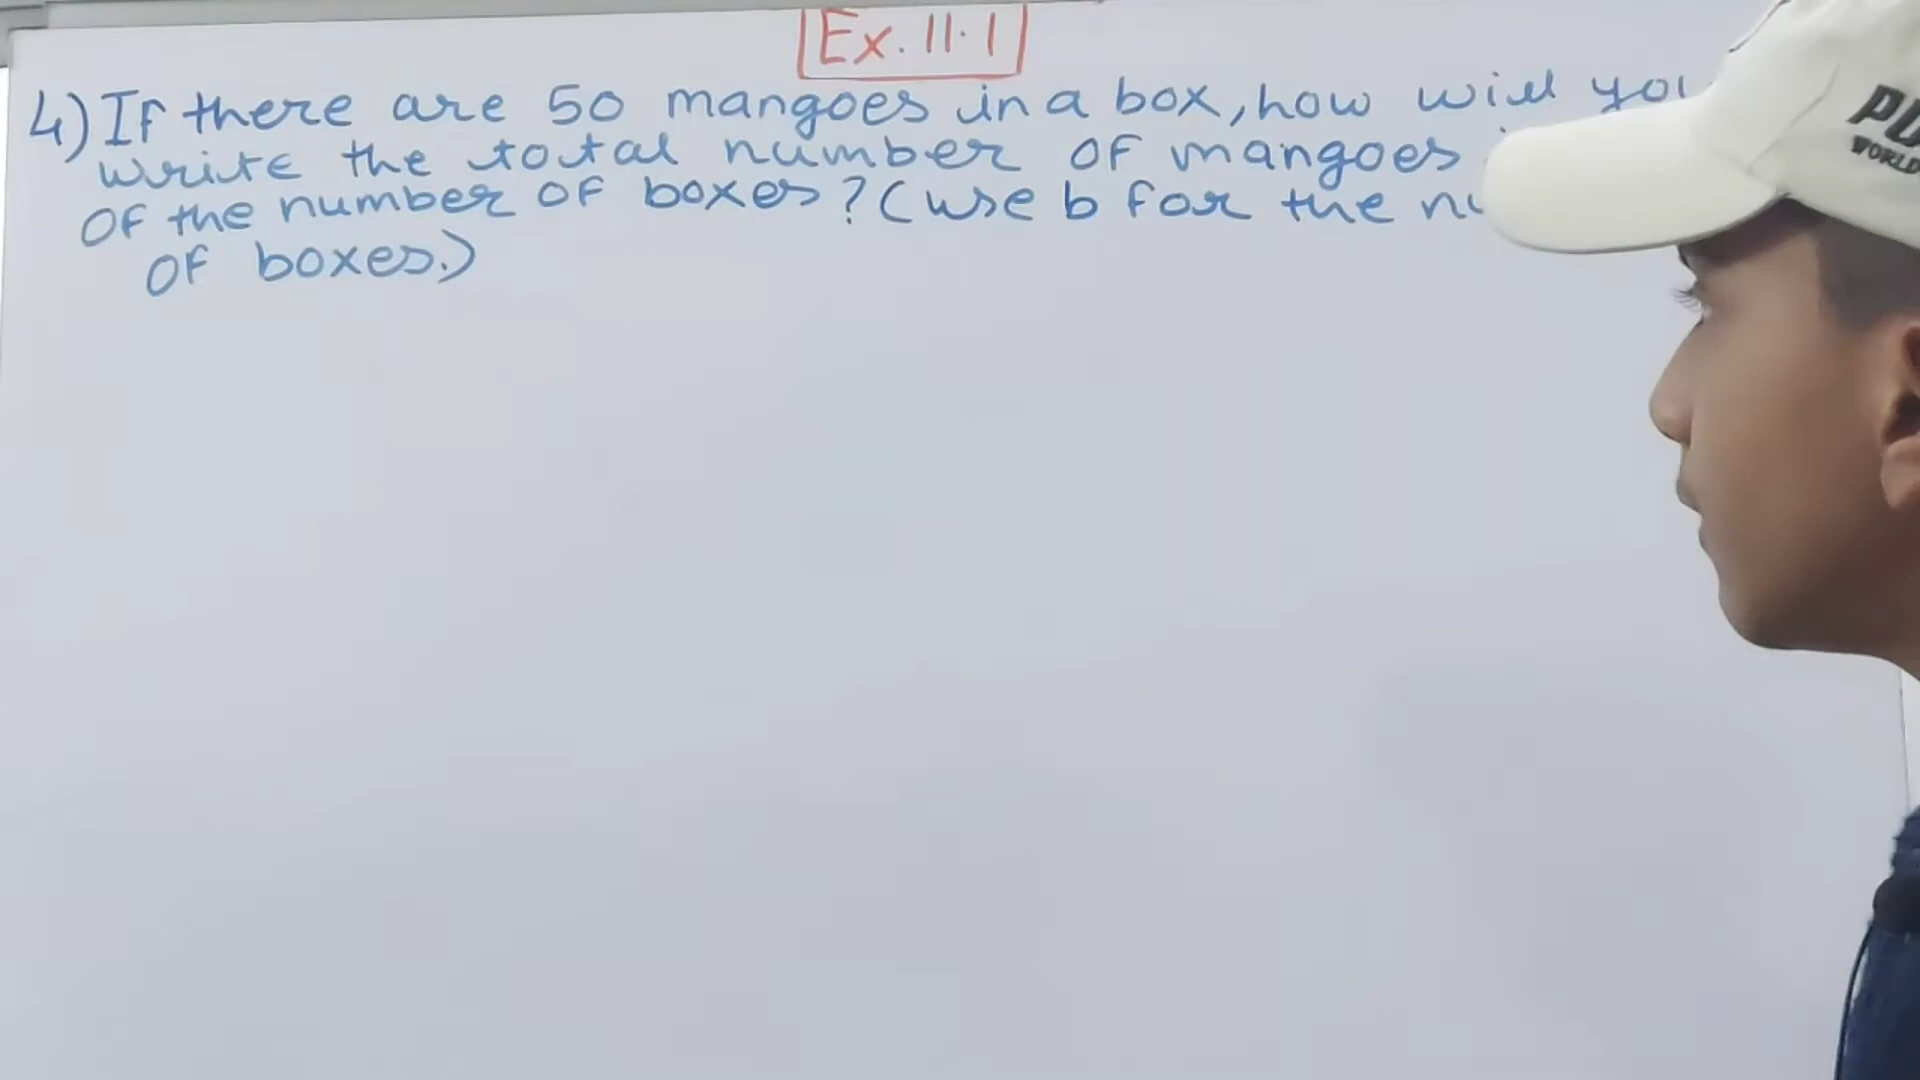 Ex. 11.1
4) If there are 50 mangoes in a box, how will you
write the total number of mangoes
of the number of boxes? (use b for the
of boxes.)
WORLD